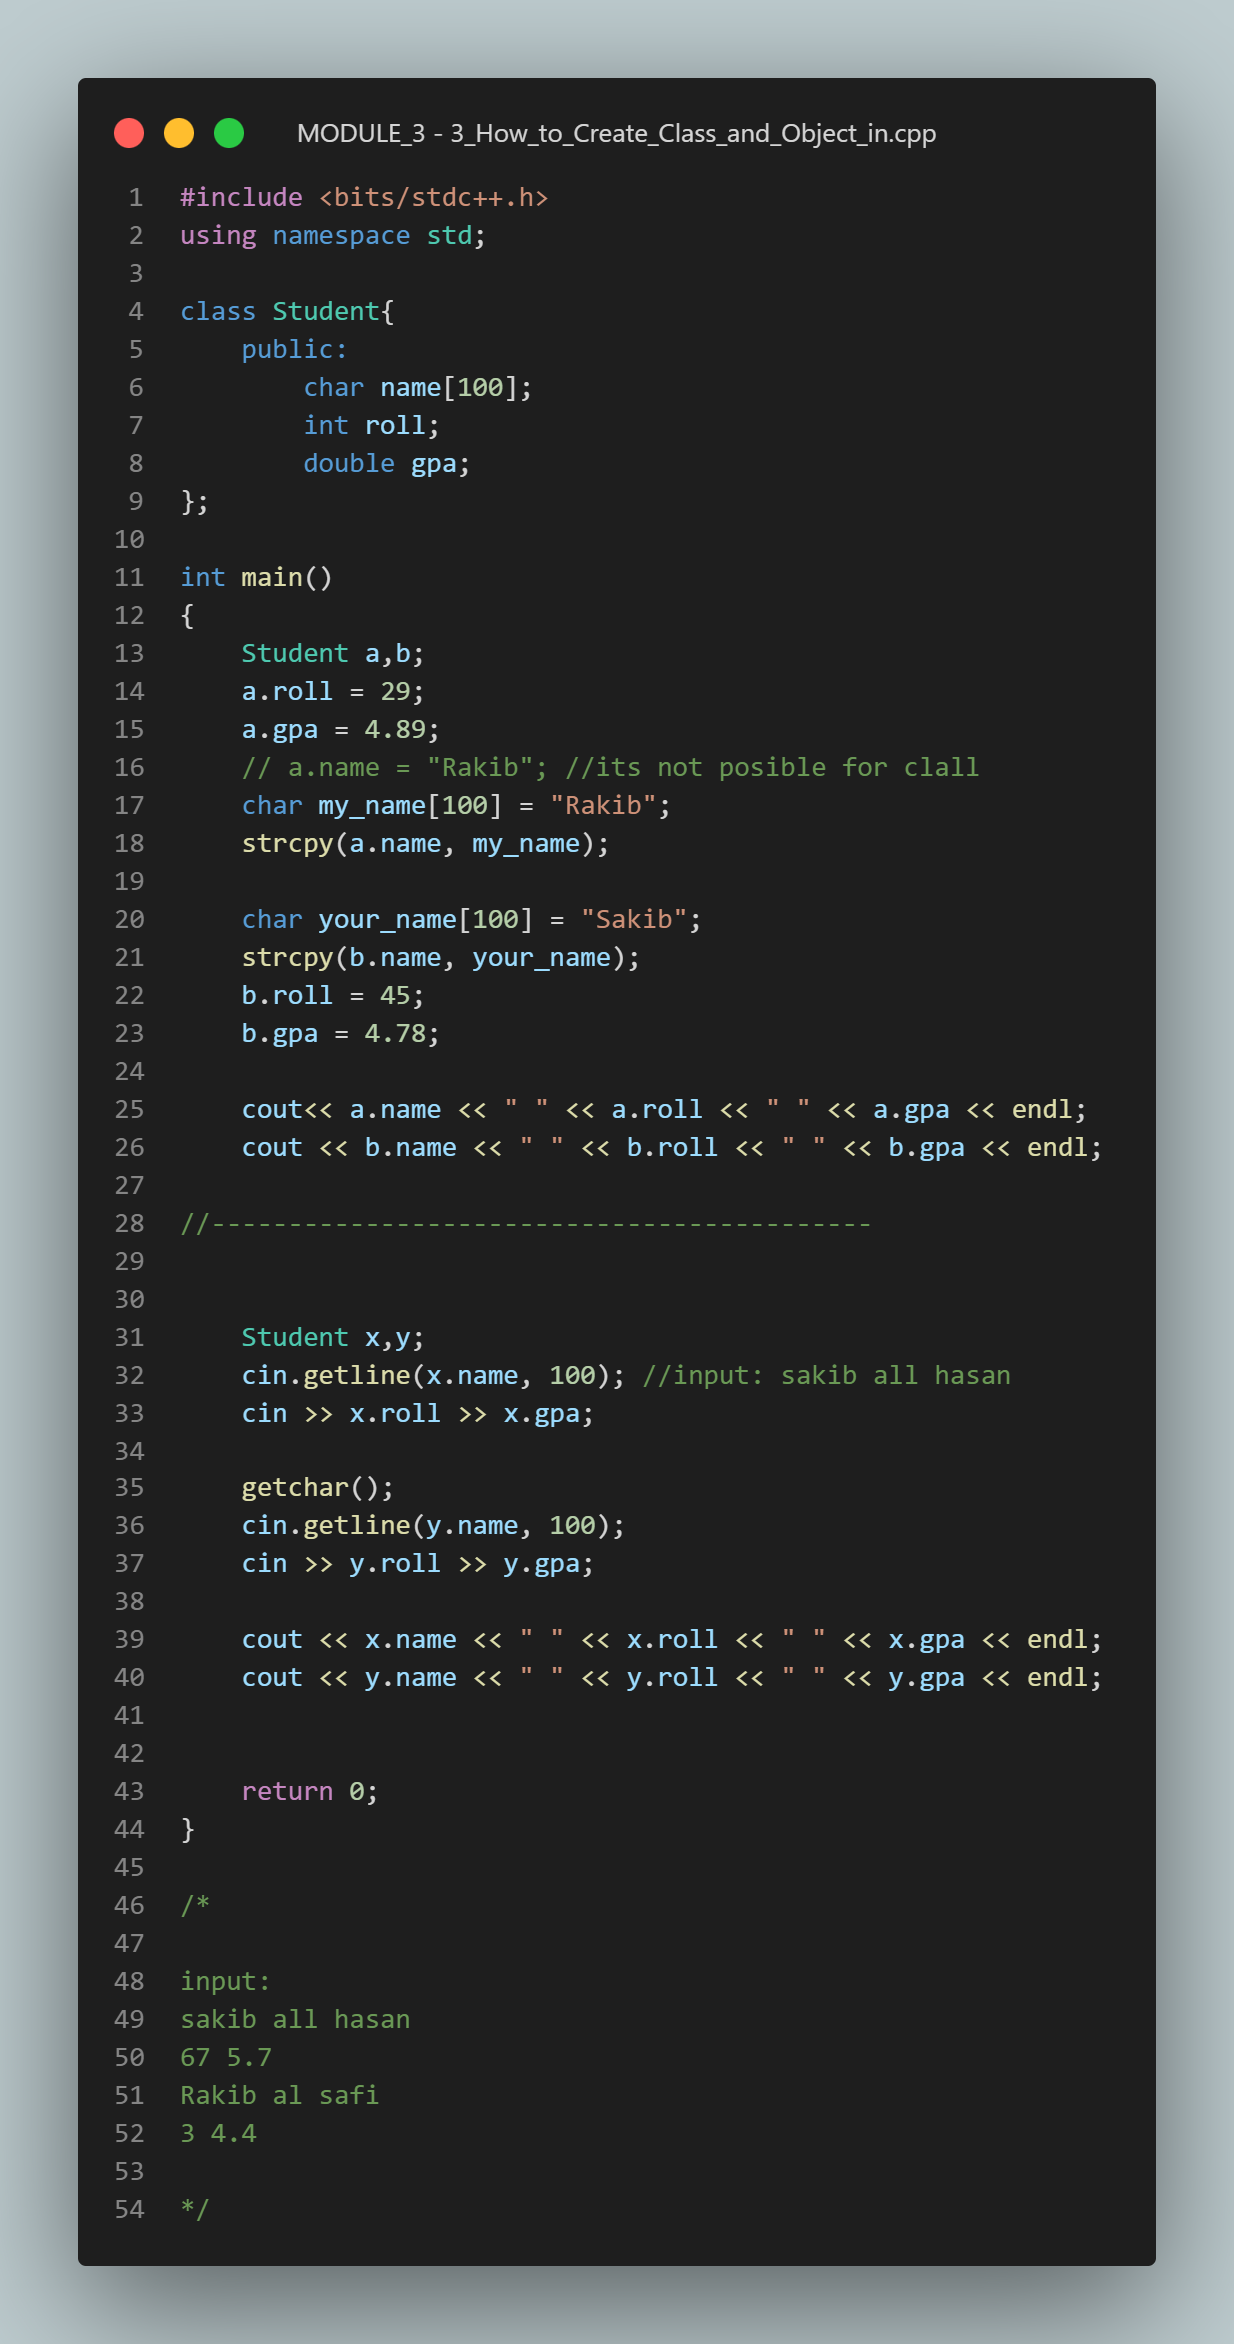 MODULE_3 - 3_How_to_Create_Class_and_Object_in.cpp
1 #include <bits/stdc++.h>
2 using namespace std;
3
4 class Student{
5     public:
6         char name[100];
7         int roll;
8         double gpa;
9 };
10
11 int main()
12 {
13     Student a,b;
14     a.roll = 29;
15     a.gpa = 4.89;
16     // a.name = "Rakib"; //its not posible for clall
17     char my_name[100] = "Rakib";
18     strcpy(a.name, my_name);
19
20     char your_name[100] = "Sakib";
21     strcpy(b.name, your_name);
22     b.roll = 45;
23     b.gpa = 4.78;
24
25     cout<< a.name << " " << a.roll << " " << a.gpa << endl;
26     cout << b.name << " " << b.roll << " " << b.gpa << endl;
27
28 //-------------------------------------------
29
30
31     Student x,y;
32     cin.getline(x.name, 100); //input: sakib all hasan
33     cin >> x.roll >> x.gpa;
34
35     getchar();
36     cin.getline(y.name, 100);
37     cin >> y.roll >> y.gpa;
38
39     cout << x.name << " " << x.roll << " " << x.gpa << endl;
40     cout << y.name << " " << y.roll << " " << y.gpa << endl;
41
42
43     return 0;
44 }
45
46 /*
47
48 input:
49 sakib all hasan
50 67 5.7
51 Rakib al safi
52 3 4.4
53
54 */